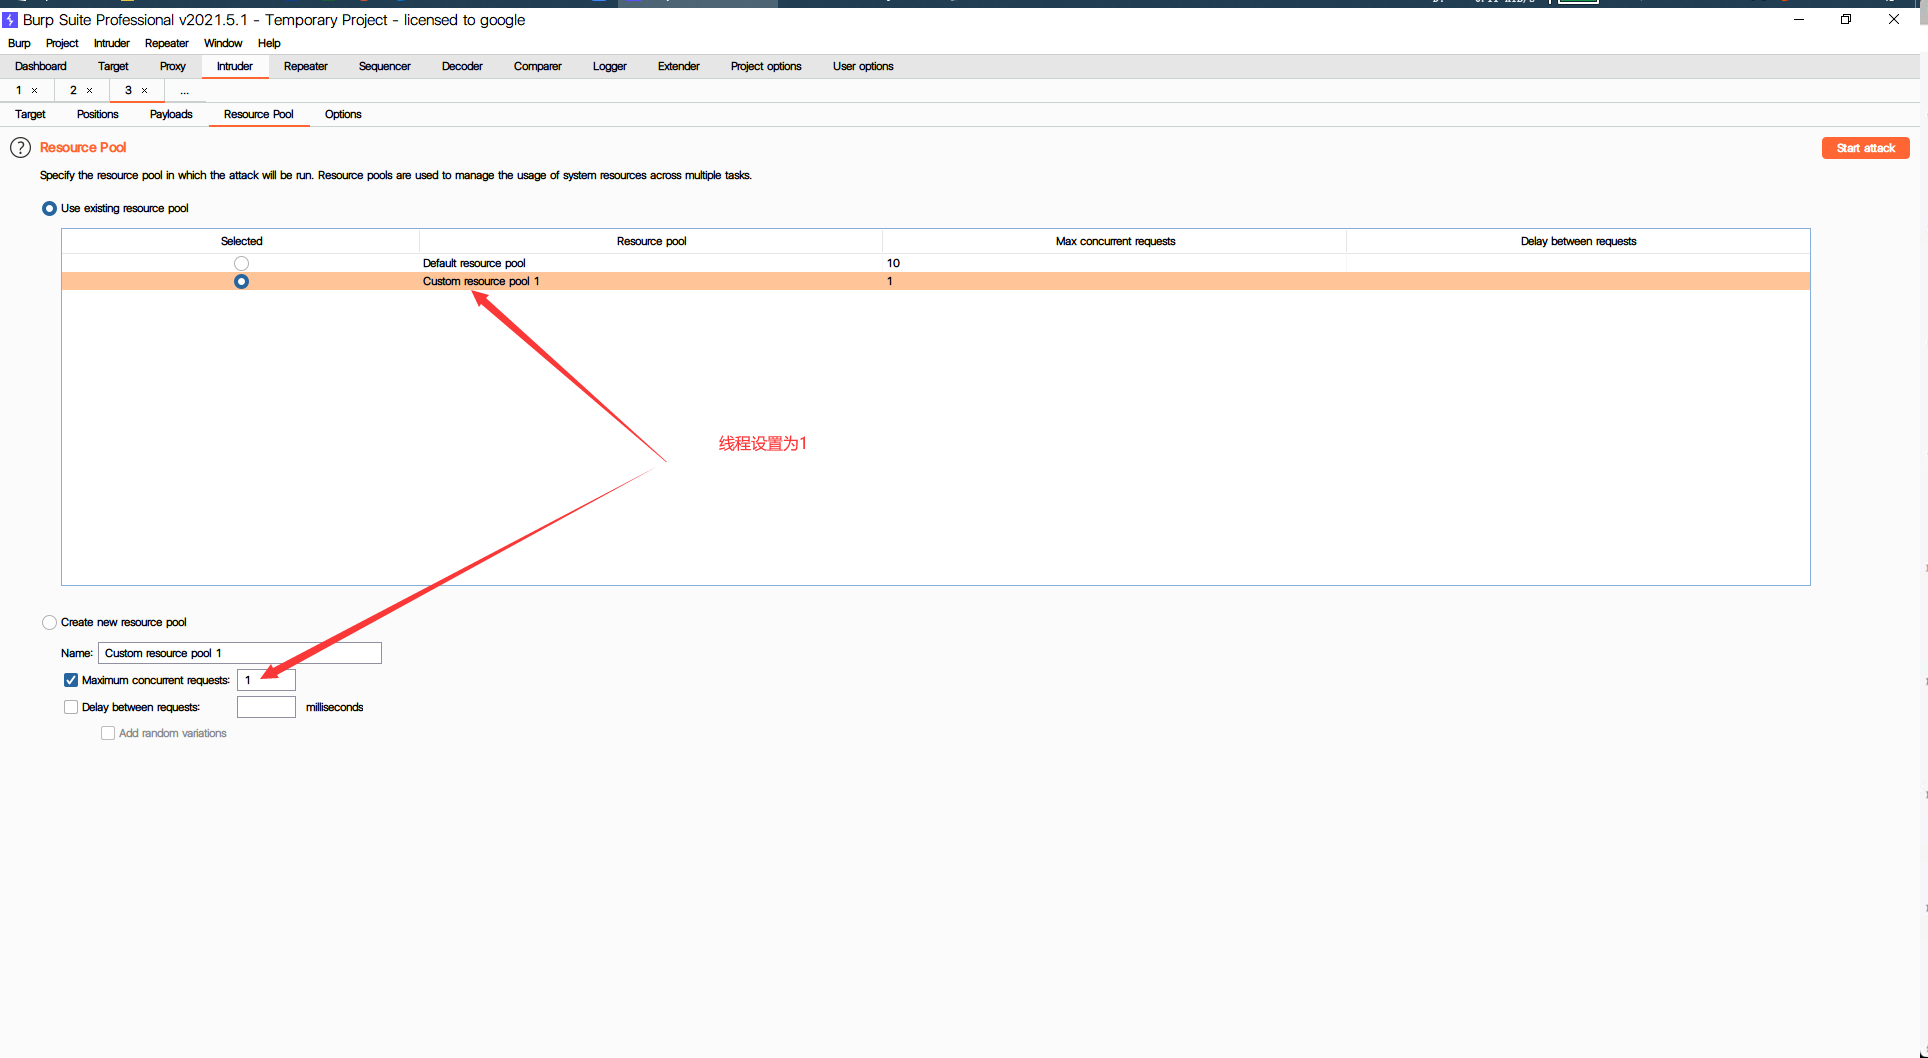 Burp Suite Professional v2021.5.1 - Temporary Project - licensed to google
Burp Project Intruder Repeater Window Help
Dashboard Target Proxy Intruder Repeater Sequencer Decoder Comparer Logger Extender Project options User options
1 × 2 × 3 × ...
Target Positions Payloads Resource Pool Options
? Resource Pool
Start attack
Specify the resource pool in which the attack will be run. Resource pools are used to manage the usage of system resources across multiple tasks.
Use existing resource pool
Selected Resource pool Max concurrent requests Delay between requests
Default resource pool 10
Custom resource pool 1 1
线程设置为1
Create new resource pool
Name: Custom resource pool 1
Maximum concurrent requests: 1
Delay between requests: milliseconds
Add random variations